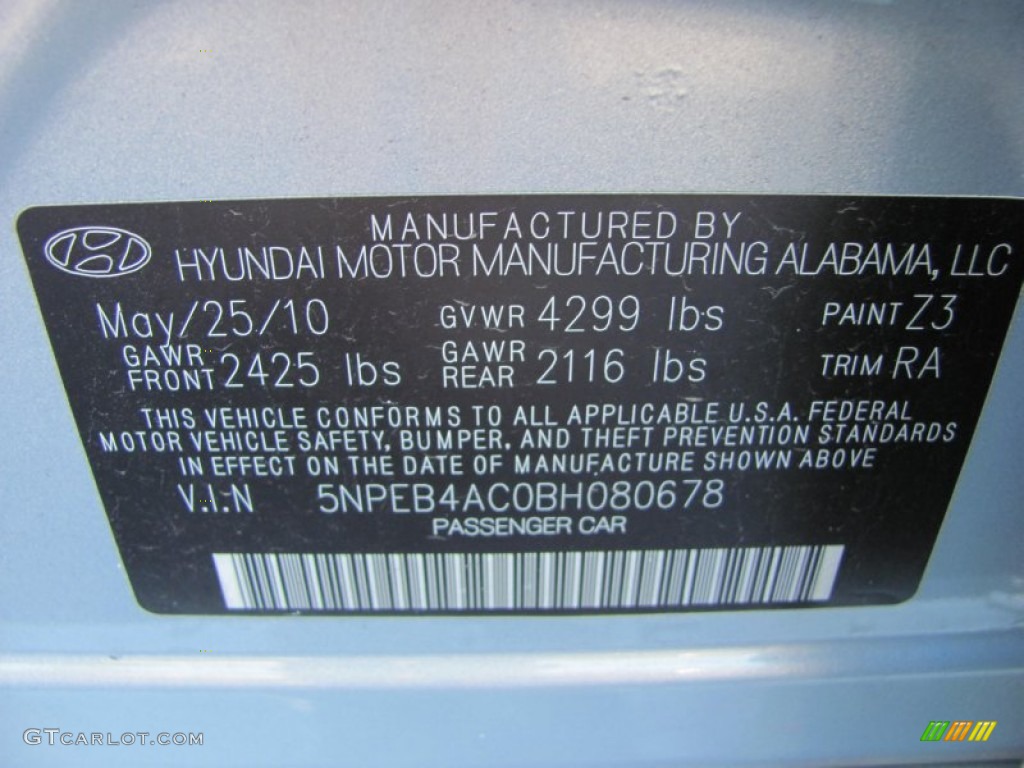 MANUFACTURED BY
HYUNDAI MOTOR MANUFACTURING ALABAMA, LLC
May/25/10 GVWR 4299 lbs PAINT Z3
GAWR FRONT 2425 lbs GAWR REAR 2116 lbs TRIM RA
THIS VEHICLE CONFORMS TO ALL APPLICABLE U.S.A. FEDERAL
MOTOR VEHICLE SAFETY, BUMPER, AND THEFT PREVENTION STANDARDS
IN EFFECT ON THE DATE OF MANUFACTURE SHOWN ABOVE
V.I.N 5NPEB4AC0BH080678
PASSENGER CAR
GTCARLOT.COM